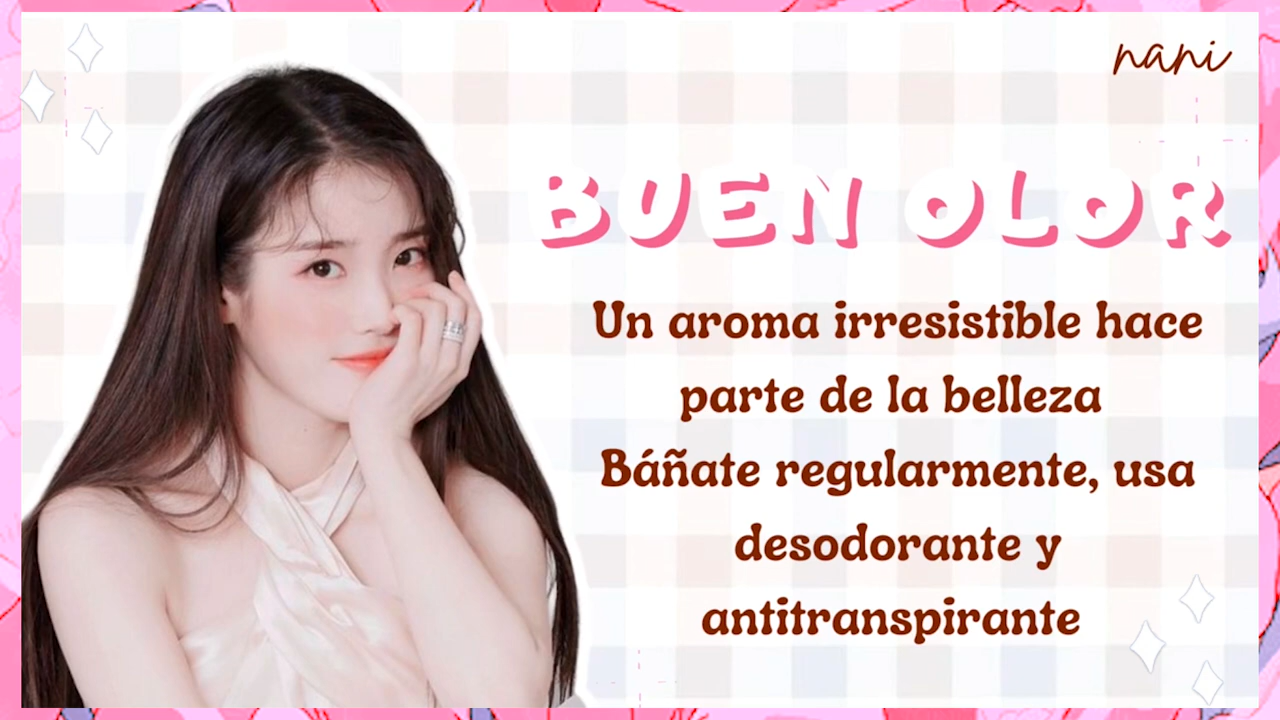 nani
BUEN OLOR
Un aroma irresistible hace
parte de la belleza
Báñate regularmente, usa
desodorante y
antitranspirante